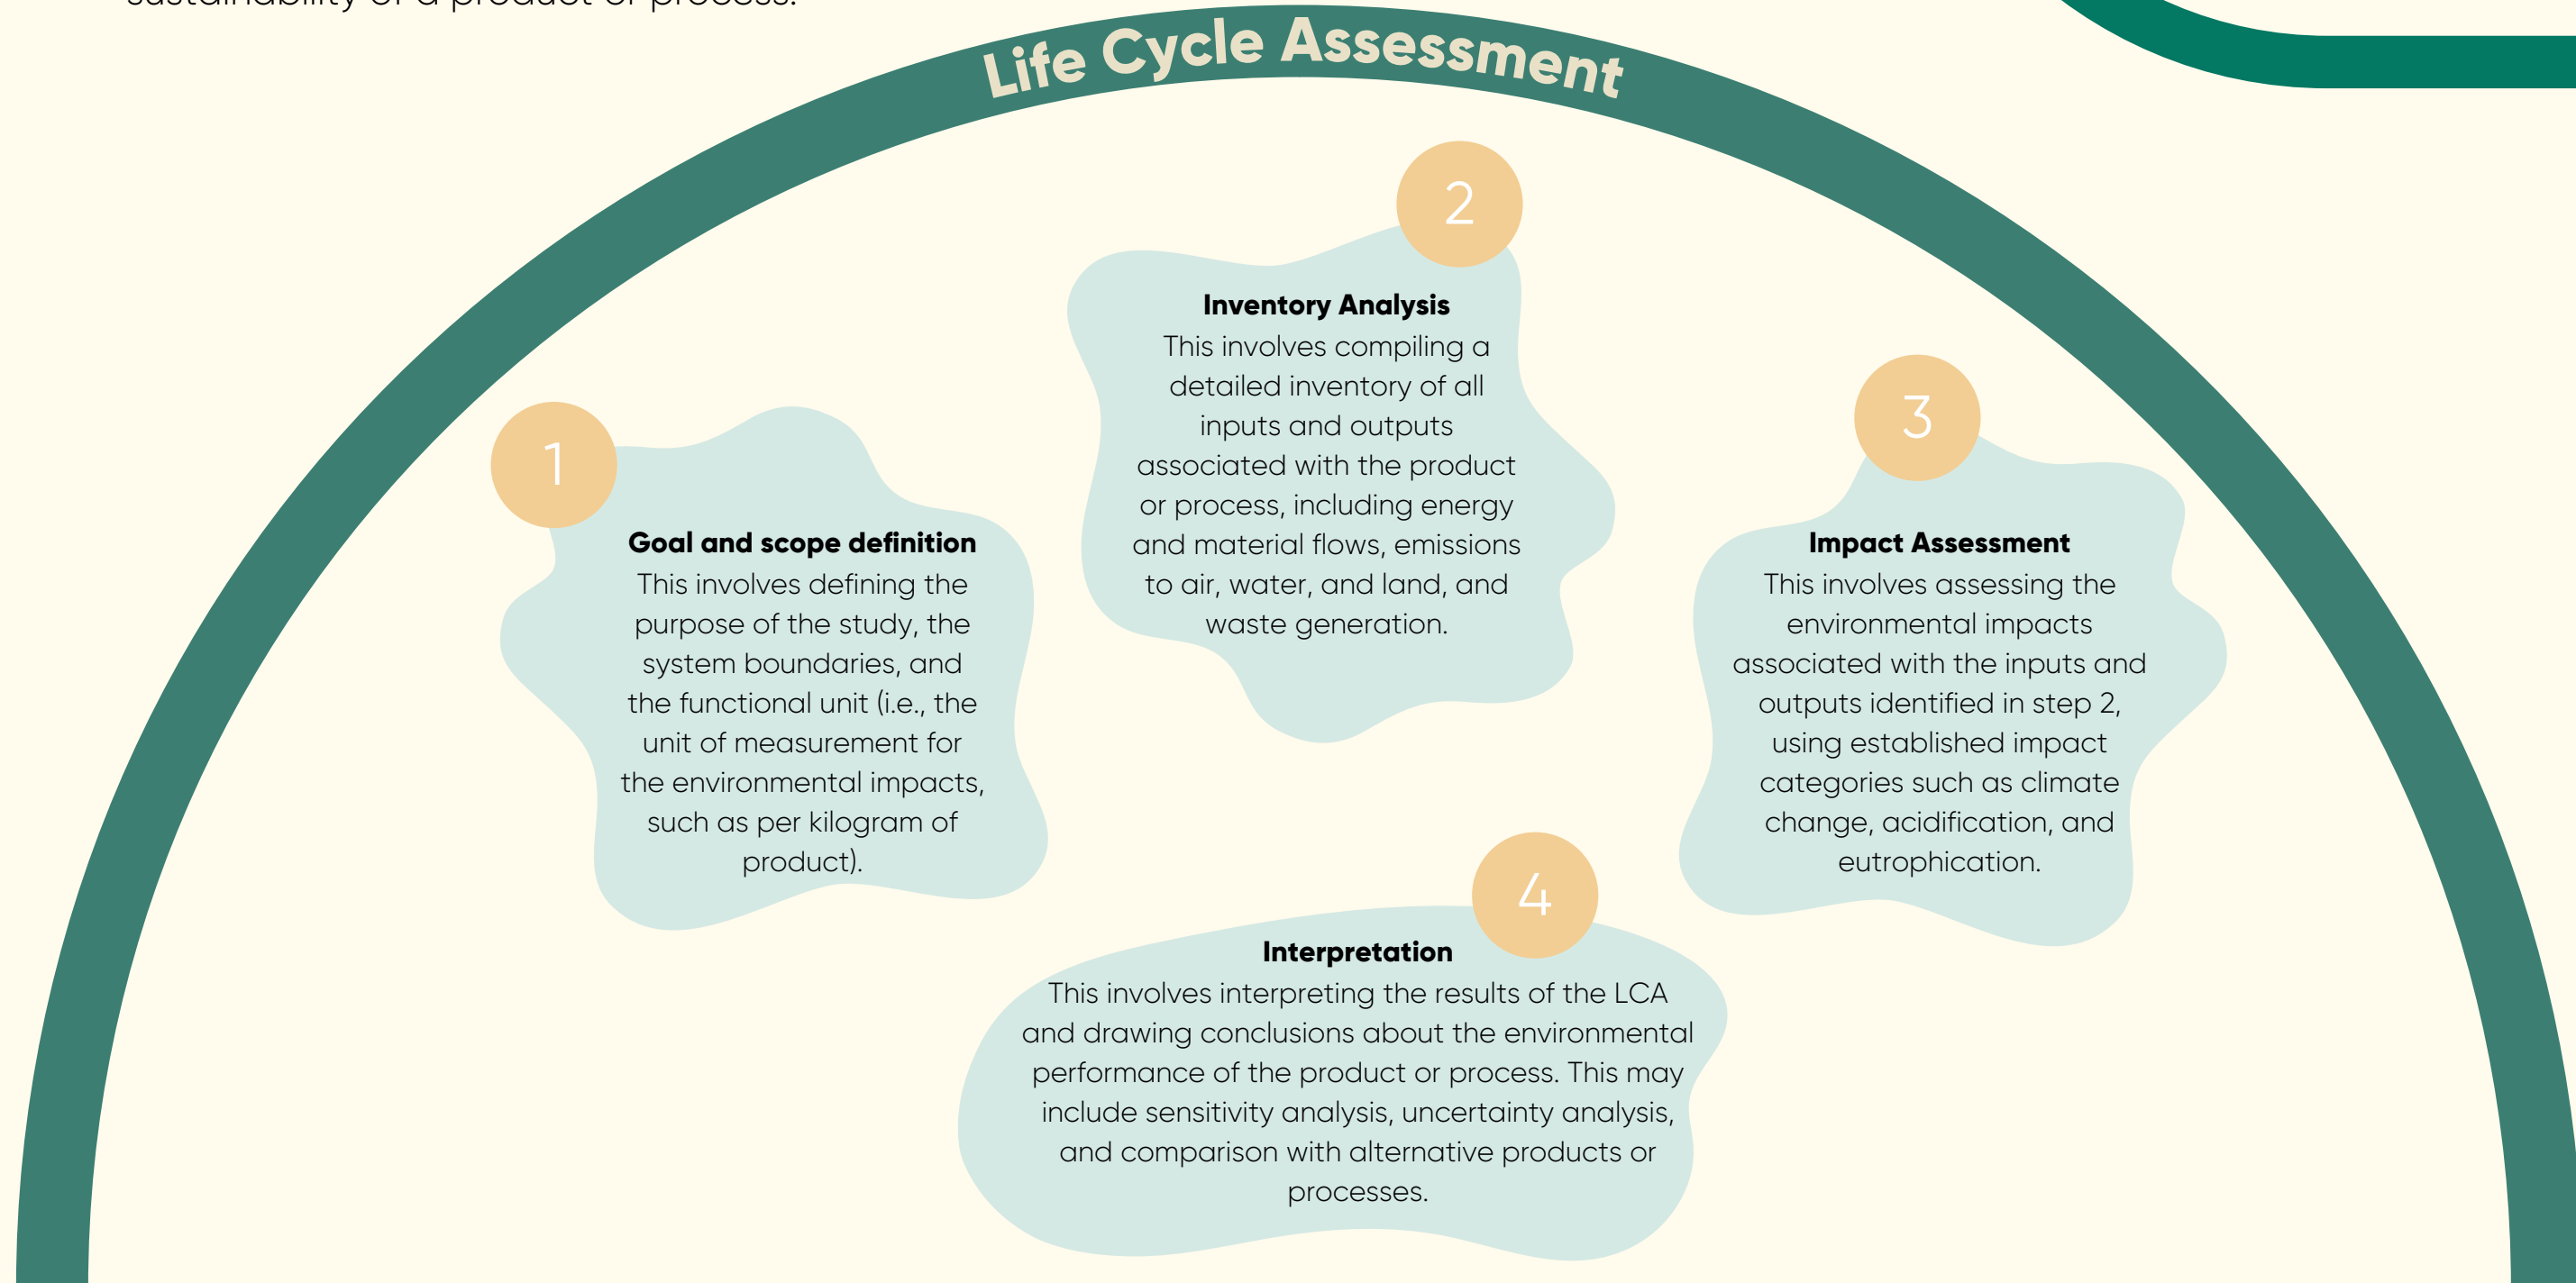 sustainability of a product or process.
Life Cycle Assessment
1
Goal and scope definition
This involves defining the
purpose of the study, the
system boundaries, and
the functional unit (i.e., the
unit of measurement for
the environmental impacts,
such as per kilogram of
product).
2
Inventory Analysis
This involves compiling a
detailed inventory of all
inputs and outputs
associated with the product
or process, including energy
and material flows, emissions
to air, water, and land, and
waste generation.
3
Impact Assessment
This involves assessing the
environmental impacts
associated with the inputs and
outputs identified in step 2,
using established impact
categories such as climate
change, acidification, and
eutrophication.
4
Interpretation
This involves interpreting the results of the LCA
and drawing conclusions about the environmental
performance of the product or process. This may
include sensitivity analysis, uncertainty analysis,
and comparison with alternative products or
processes.